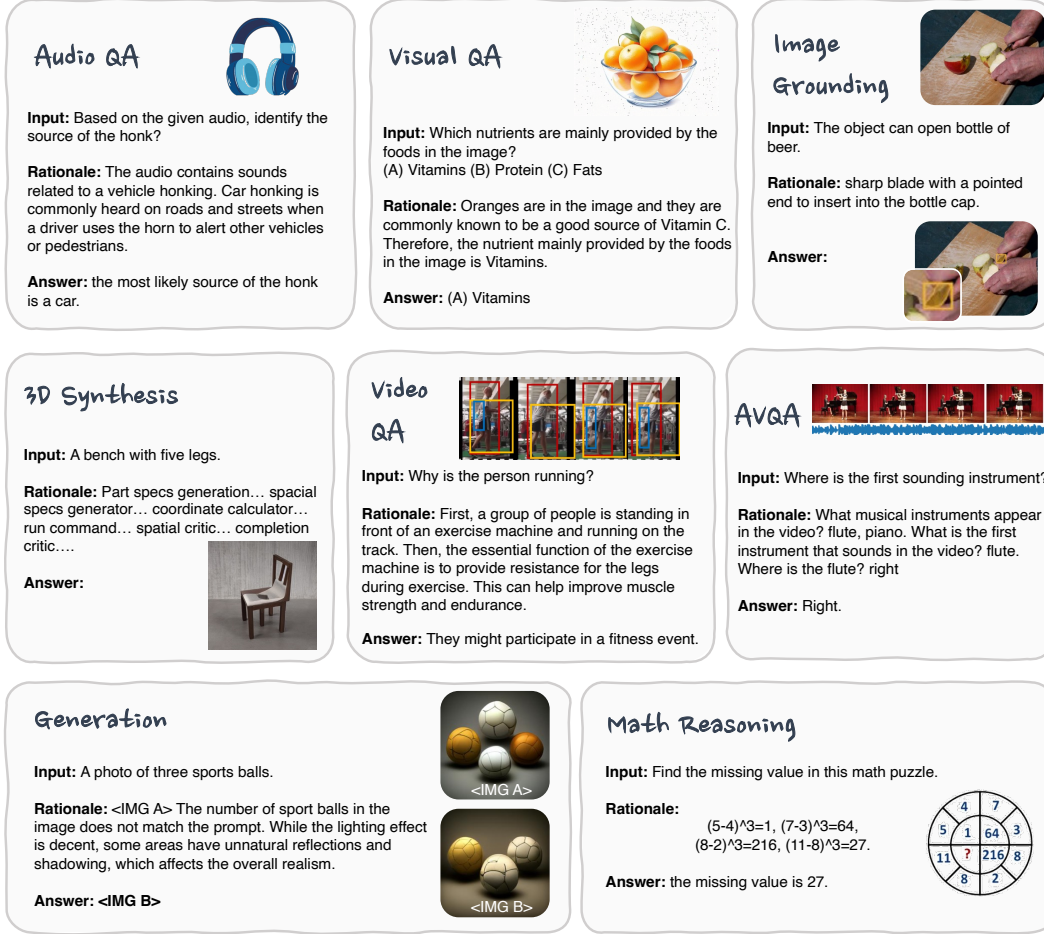 Audio QA
Input: Based on the given audio, identify the
source of the honk?
Rationale: The audio contains sounds
related to a vehicle honking. Car honking is
commonly heard on roads and streets when
a driver uses the horn to alert other vehicles
or pedestrians.
Answer: the most likely source of the honk
is a car.
Visual QA
Input: Which nutrients are mainly provided by the
foods in the image?
(A) Vitamins (B) Protein (C) Fats
Rationale: Oranges are in the image and they are
commonly known to be a good source of Vitamin C.
Therefore, the nutrient mainly provided by the foods
in the image is Vitamins.
Answer: (A) Vitamins
Image
Grounding
Input: The object can open bottle of
beer.
Rationale: sharp blade with a pointed
end to insert into the bottle cap.
Answer:
3D Synthesis
Input: A bench with five legs.
Rationale: Part specs generation... spacial
specs generator... coordinate calculator...
run command... spatial critic... completion
critic....
Answer:
Video
QA
Input: Why is the person running?
Rationale: First, a group of people is standing in
front of an exercise machine and running on the
track. Then, the essential function of the exercise
machine is to provide resistance for the legs
during exercise. This can help improve muscle
strength and endurance.
Answer: They might participate in a fitness event.
AVQA
Input: Where is the first sounding instrument?
Rationale: What musical instruments appear
in the video? flute, piano. What is the first
instrument that sounds in the video? flute.
Where is the flute? right
Answer: Right.
Generation
Input: A photo of three sports balls.
Rationale: <IMG A> The number of sport balls in the
image does not match the prompt. While the lighting effect
is decent, some areas have unnatural reflections and
shadowing, which affects the overall realism.
Answer: <IMG B>
<IMG A>
<IMG B>
Math Reasoning
Input: Find the missing value in this math puzzle.
Rationale:
(5-4)^3=1, (7-3)^3=64,
(8-2)^3=216, (11-8)^3=27.
Answer: the missing value is 27.
4 7
5 1 64 3
11 ? 216 8
8 2